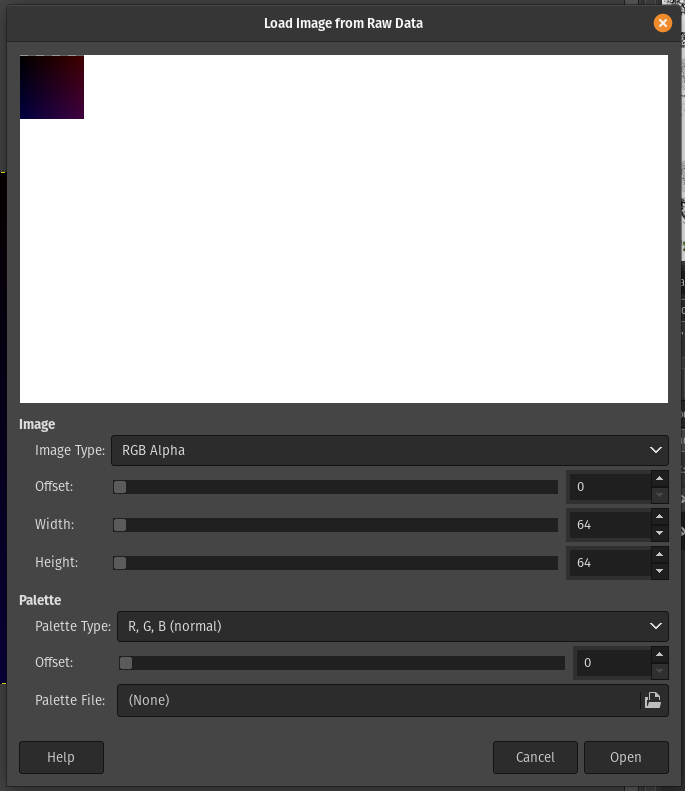 Load Image from Raw Data
Image
Image Type: RGB Alpha
Offset: 0
Width: 64
Height: 64
Palette
Palette Type: R, G, B (normal)
Offset: 0
Palette File: (None)
Help Cancel Open